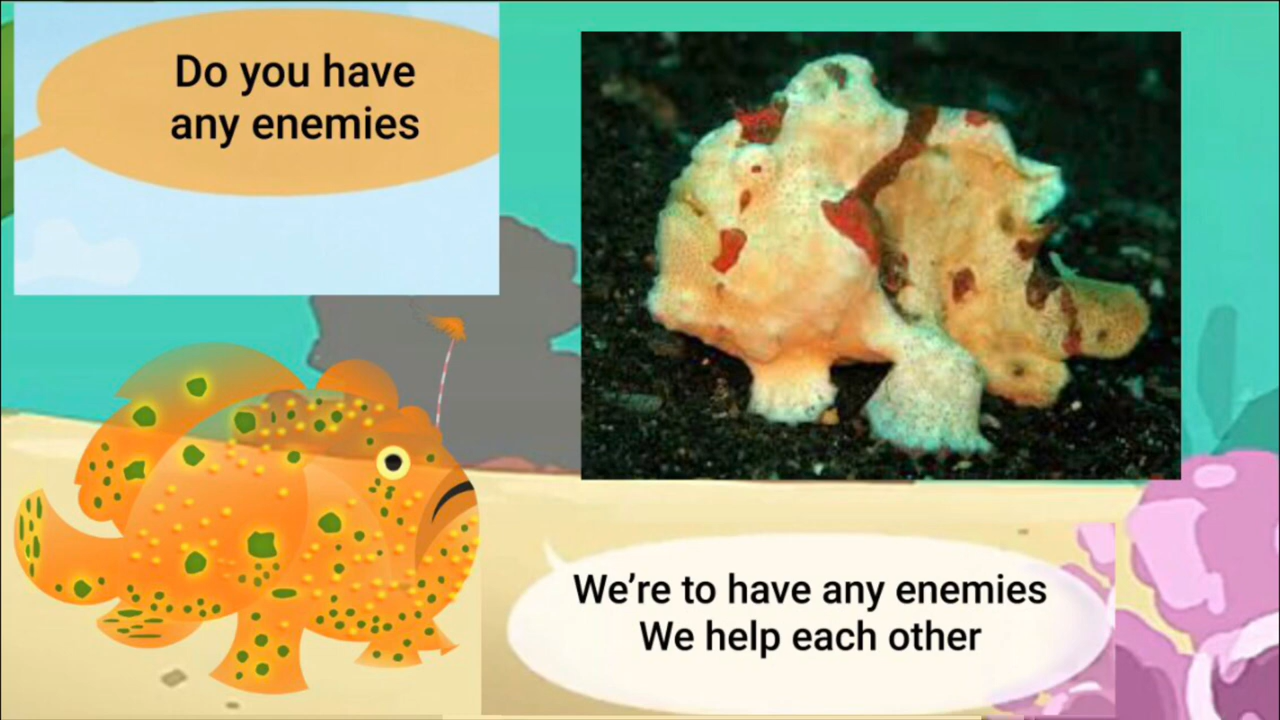 Do you have
any enemies
We’re to have any enemies
We help each other